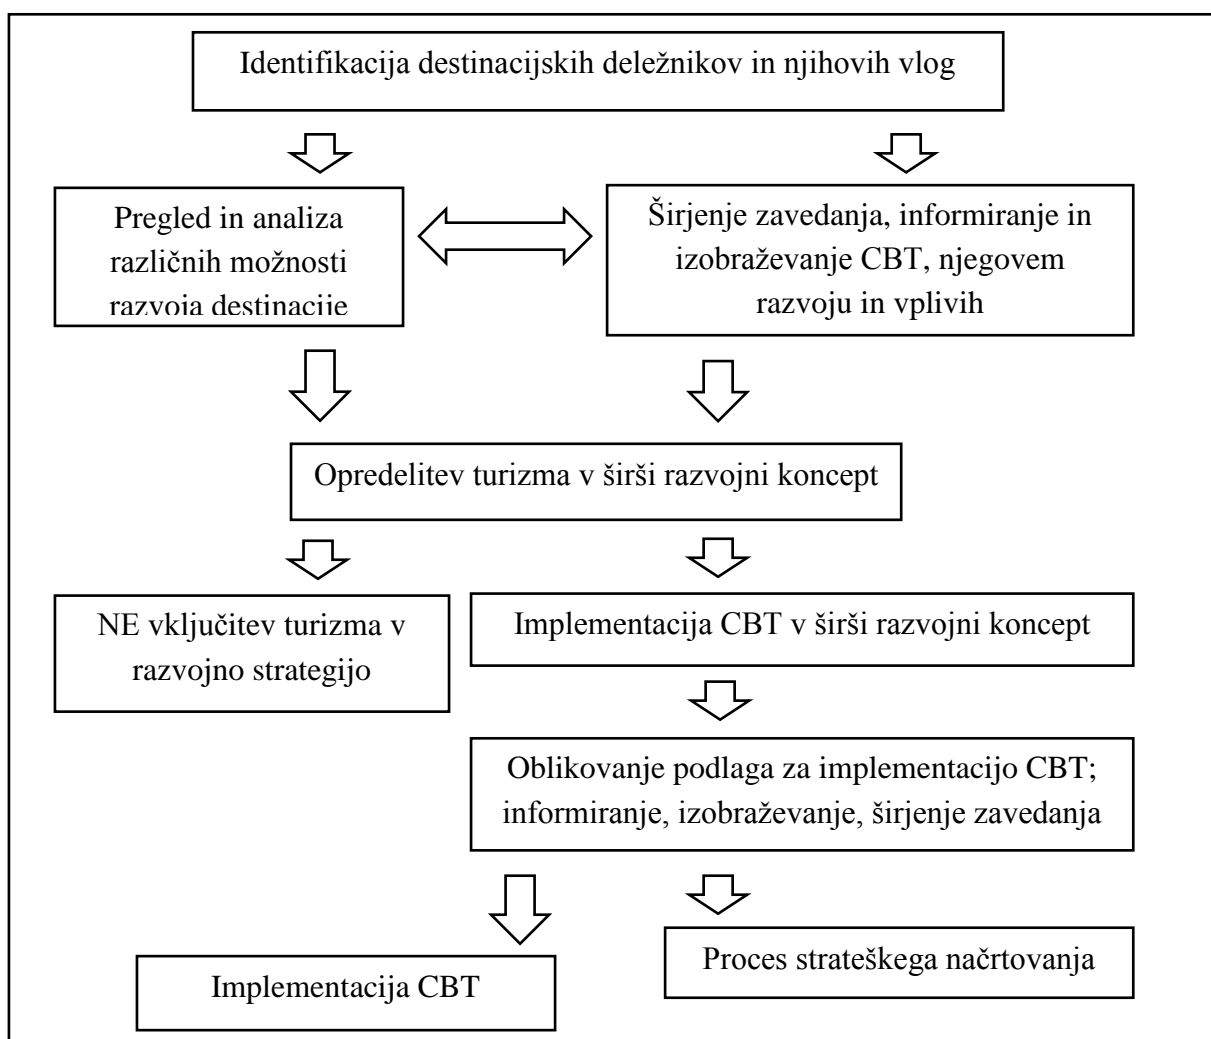 Identifikacija destinacijskih deležnikov in njihovih vlog
Pregled in analiza
različnih možnosti
razvoja destinacije
Širjenje zavedanja, informiranje in
izobraževanje CBT, njegovem
razvoju in vplivih
Opredelitev turizma v širši razvojni koncept
NE vključitev turizma v
razvojno strategijo
Implementacija CBT v širši razvojni koncept
Oblikovanje podlaga za implementacijo CBT;
informiranje, izobraževanje, širjenje zavedanja
Implementacija CBT
Proces strateškega načrtovanja